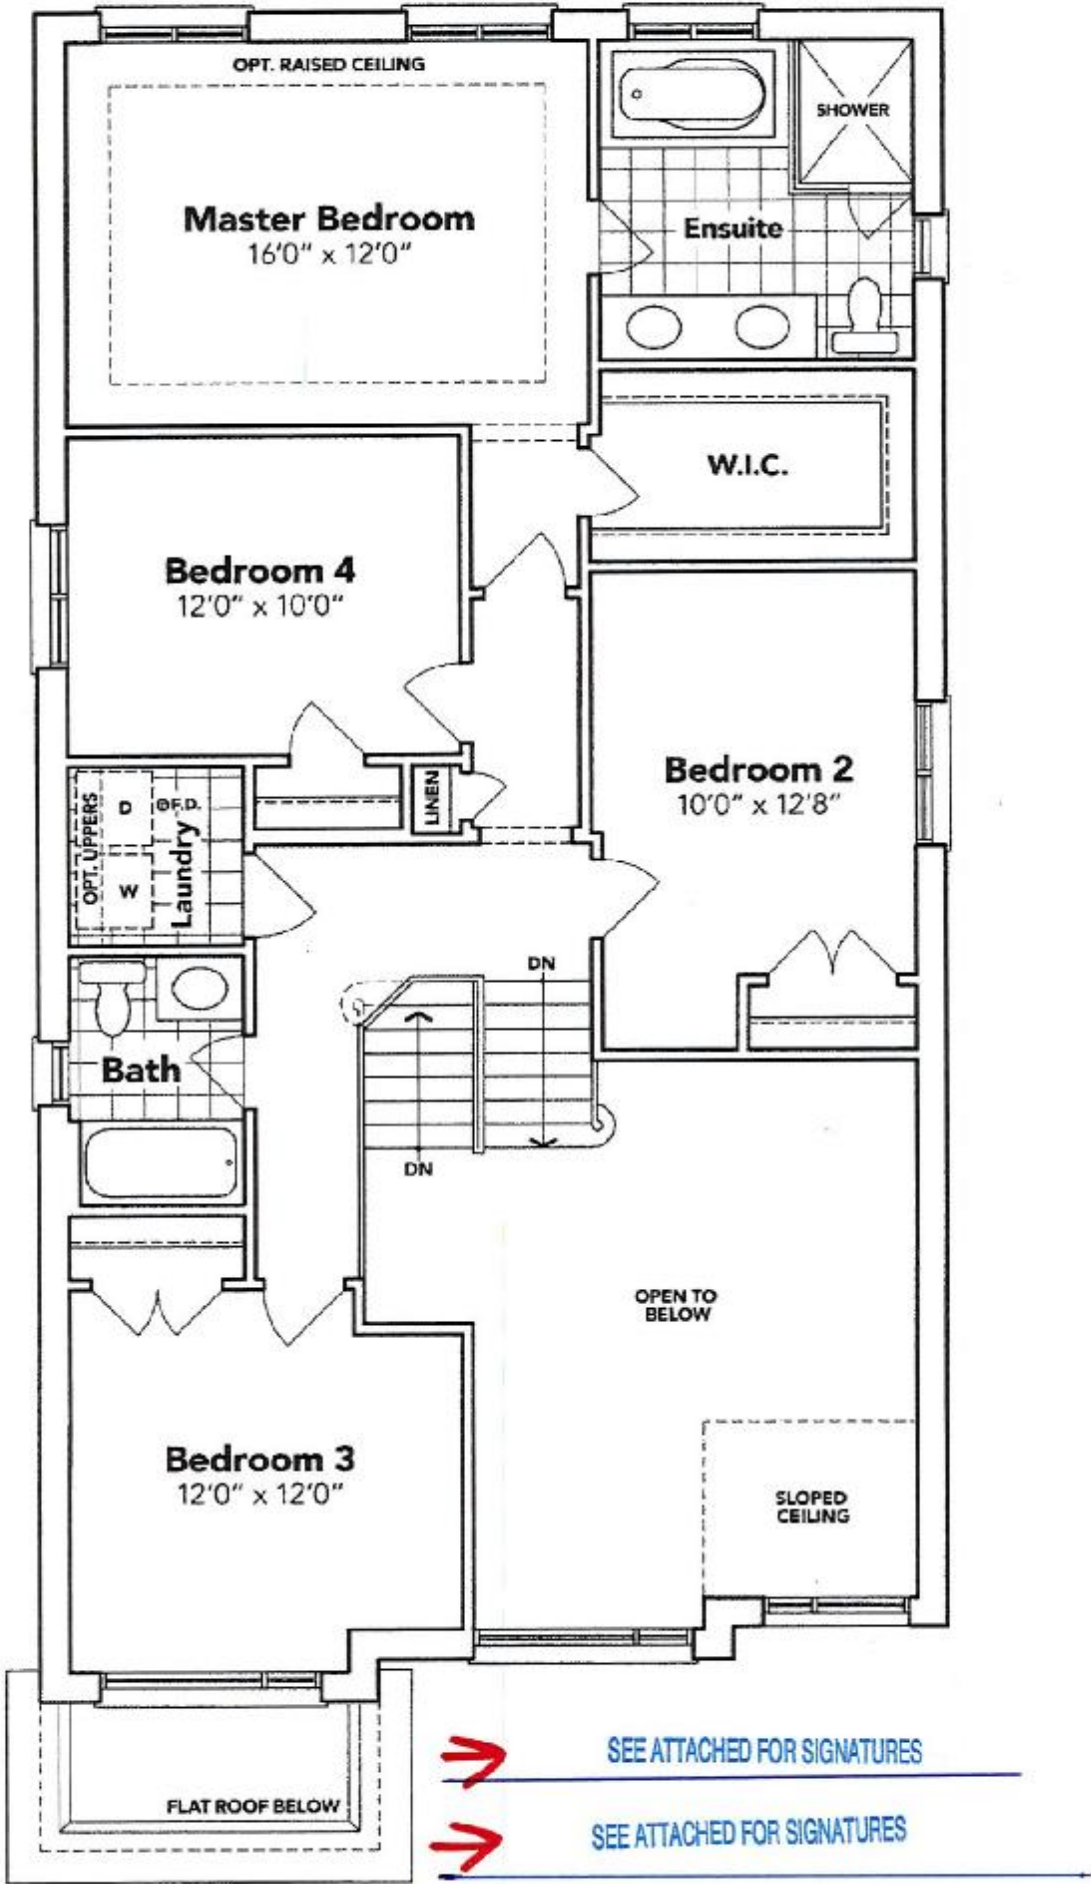 OPT. RAISED CEILING
SHOWER
Master Bedroom
16'0" x 12'0"
Ensuite
W.I.C.
Bedroom 4
12'0" x 10'0"
Bedroom 2
10'0" x 12'8"
OPT. UPPERS
D
F.D.
W
Laundry
LINEN
DN
Bath
DN
OPEN TO
BELOW
Bedroom 3
12'0" x 12'0"
SLOPED
CEILING
SEE ATTACHED FOR SIGNATURES
FLAT ROOF BELOW
SEE ATTACHED FOR SIGNATURES